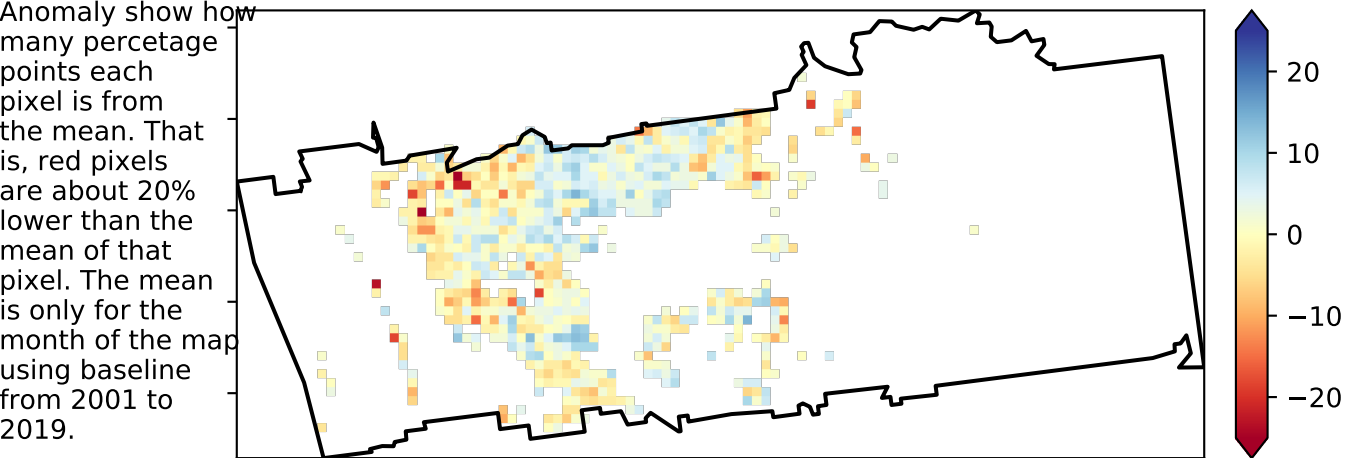 Anomaly show how
many percetage
points each
pixel is from
the mean. That
is, red pixels
are about 20%
lower than the
mean of that
pixel. The mean
is only for the
month of the map
using baseline
from 2001 to
2019.
20
10
0
−10
−20